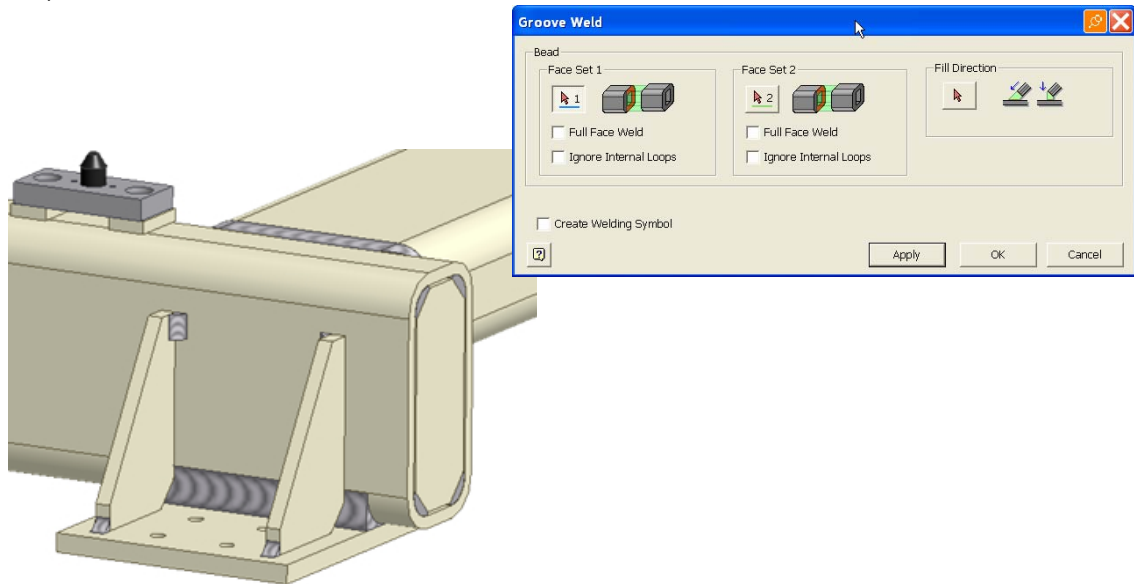 Groove Weld
Bead
Face Set 1
Face Set 2
Fill Direction
1
2
Full Face Weld
Full Face Weld
Ignore Internal Loops
Ignore Internal Loops
Create Welding Symbol
?
Apply
OK
Cancel